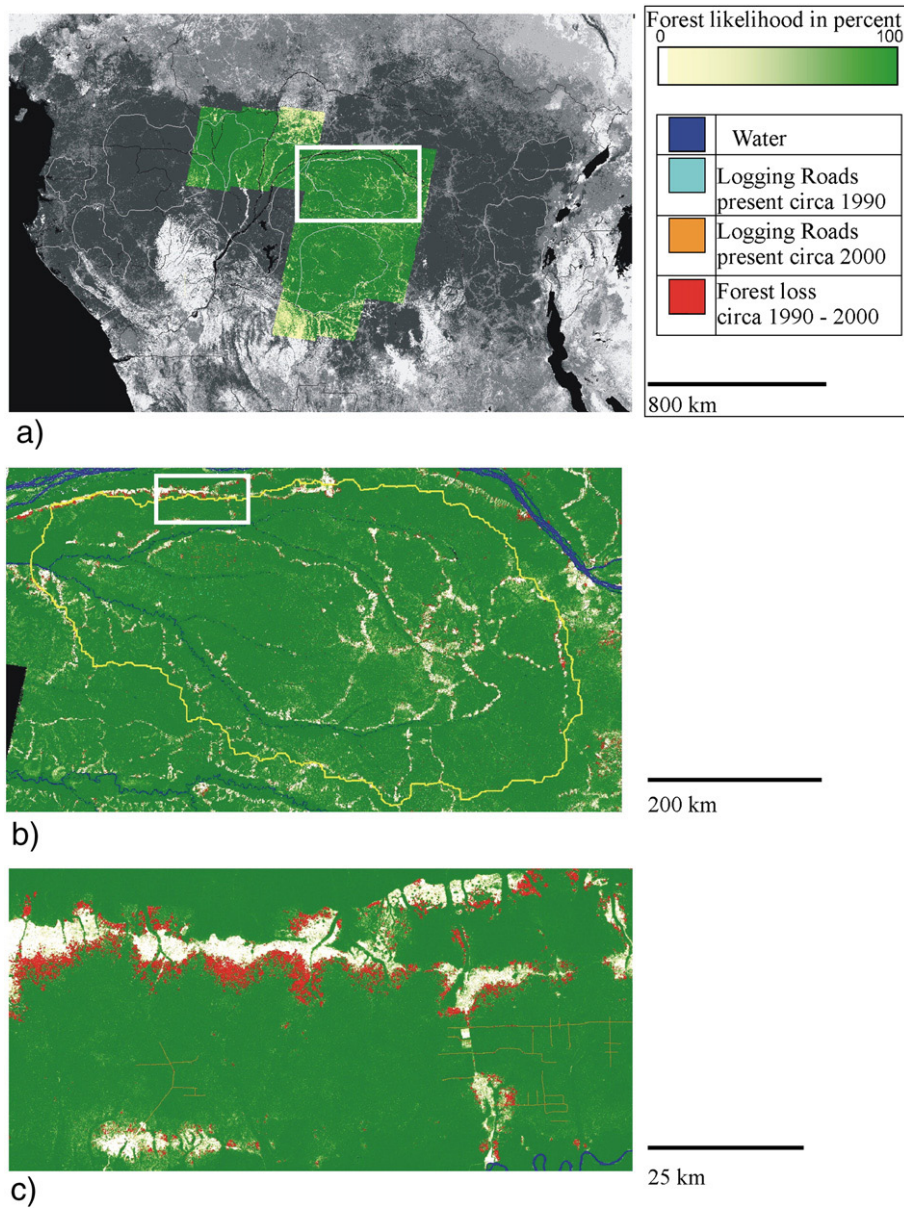 Forest likelihood in percent
0 100
Water
Logging Roads
present circa 1990
Logging Roads
present circa 2000
Forest loss
circa 1990 - 2000
800 km
a)
200 km
b)
25 km
c)